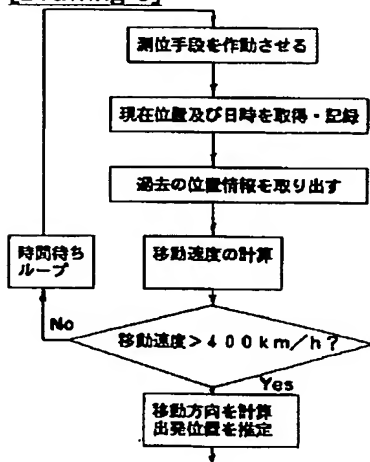 測位手段を作動させる
現在位置及び日時を取得・記録
過去の位置情報を取り出す
時間待ち
ループ
移動速度の計算
No
移動速度>400km/h?
Yes
移動方向を計算
出発位置を推定